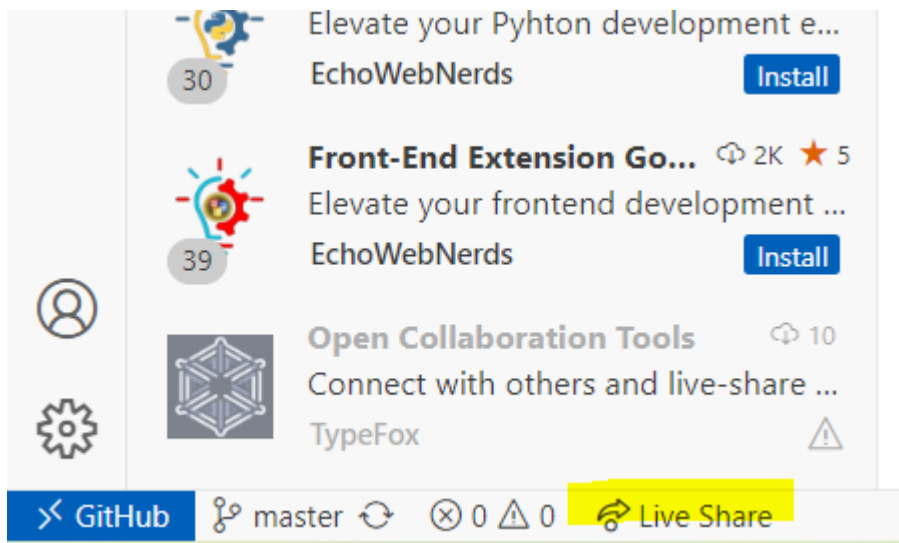 Elevate your Pyhton development e...
30
EchoWebNerds
Install
Front-End Extension Go... 2K ★ 5
Elevate your frontend development ...
39
EchoWebNerds
Install
Open Collaboration Tools 10
Connect with others and live-share ...
TypeFox
GitHub master 0 0 Live Share